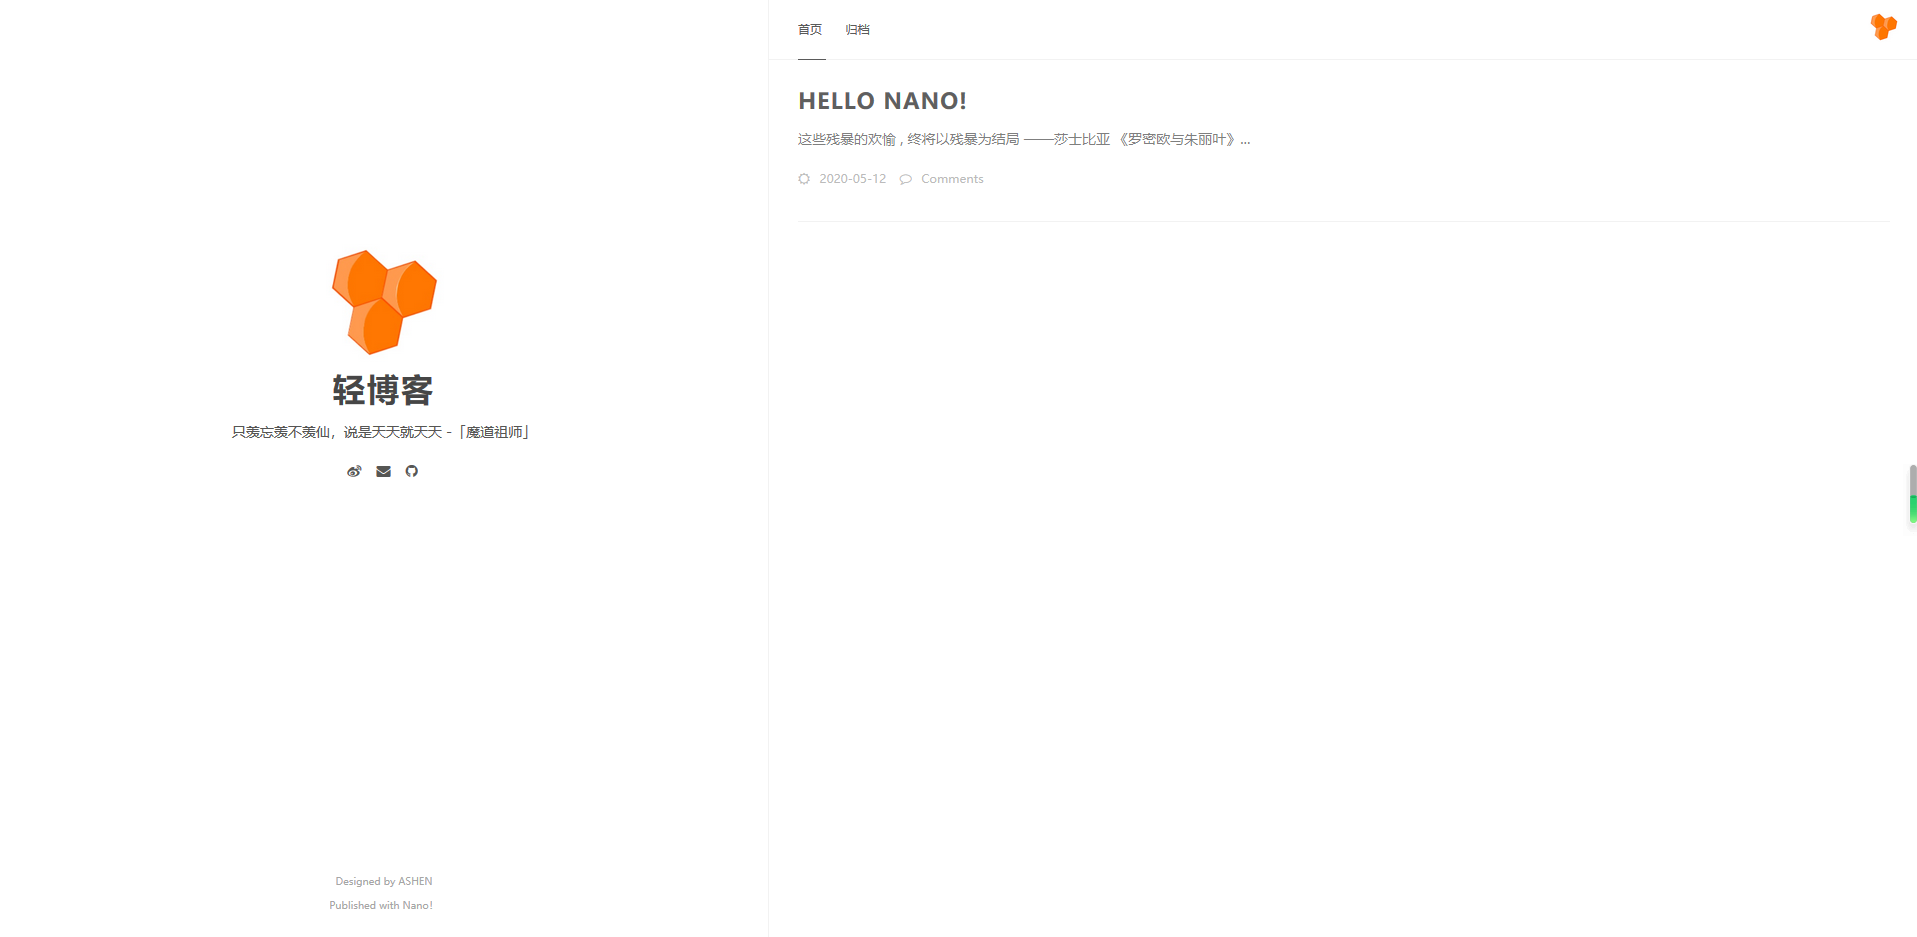 轻博客
只羡忘羡不羡仙，说是天天就天天 -「魔道祖师」
Designed by ASHEN
Published with Nano!
首页 归档
HELLO NANO!
这些残暴的欢愉 , 终将以残暴为结局 ——莎士比亚 《罗密欧与朱丽叶》...
2020-05-12 Comments